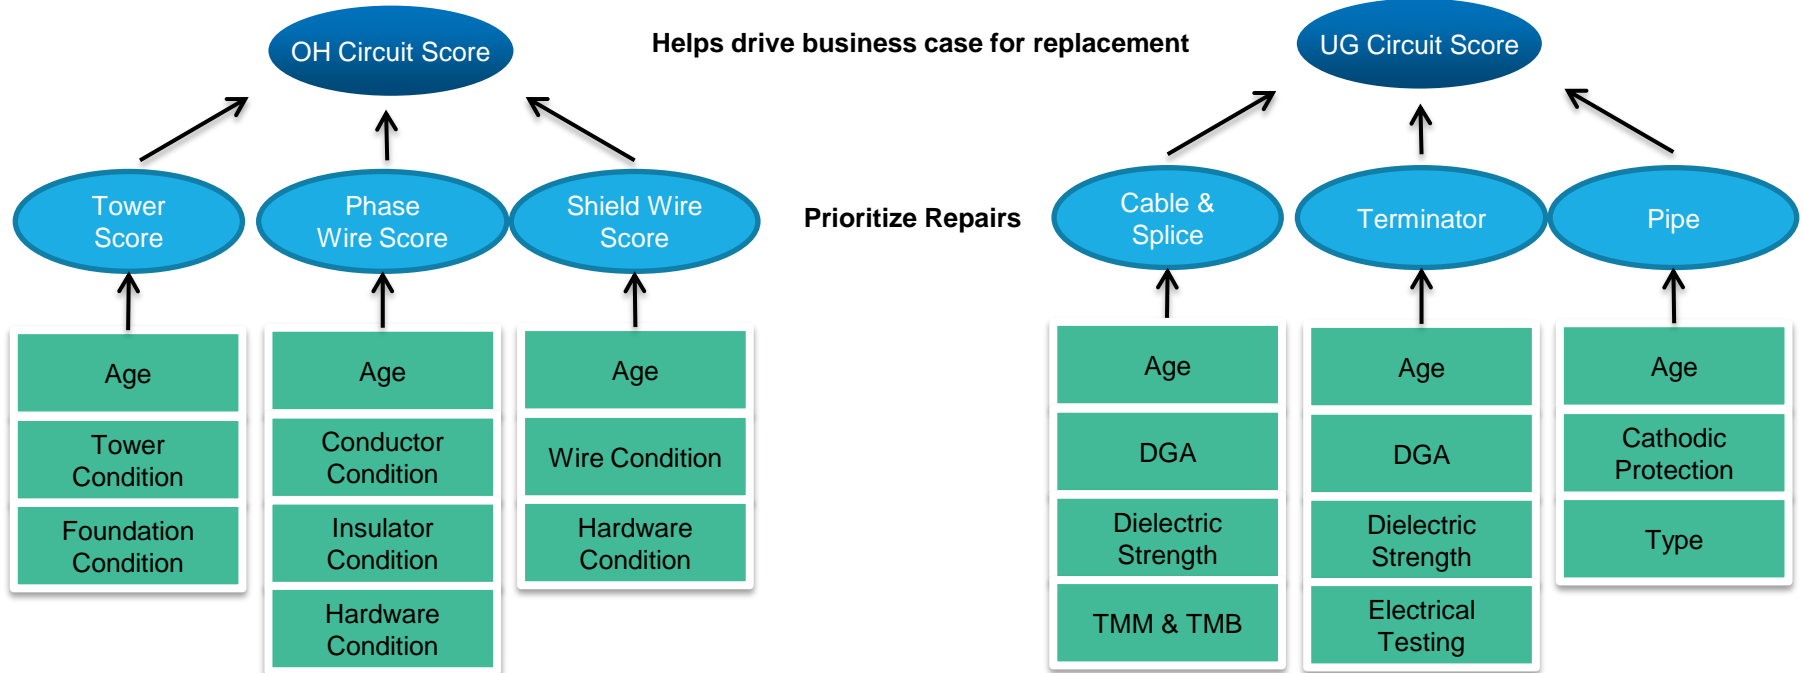 OH Circuit Score
Helps drive business case for replacement
UG Circuit Score
Tower
Score
Phase
Wire Score
Shield Wire
Score
Prioritize Repairs
Cable &
Splice
Terminator
Pipe
Age
Tower
Condition
Foundation
Condition
Age
Conductor
Condition
Insulator
Condition
Hardware
Condition
Age
Wire Condition
Hardware
Condition
Age
DGA
Dielectric
Strength
TMM & TMB
Age
DGA
Dielectric
Strength
Electrical
Testing
Age
Cathodic
Protection
Type